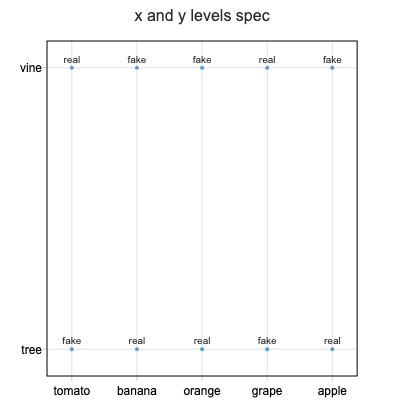 x and y levels spec
vine
real fake fake real fake
fake real real fake real
tree
tomato banana orange grape apple